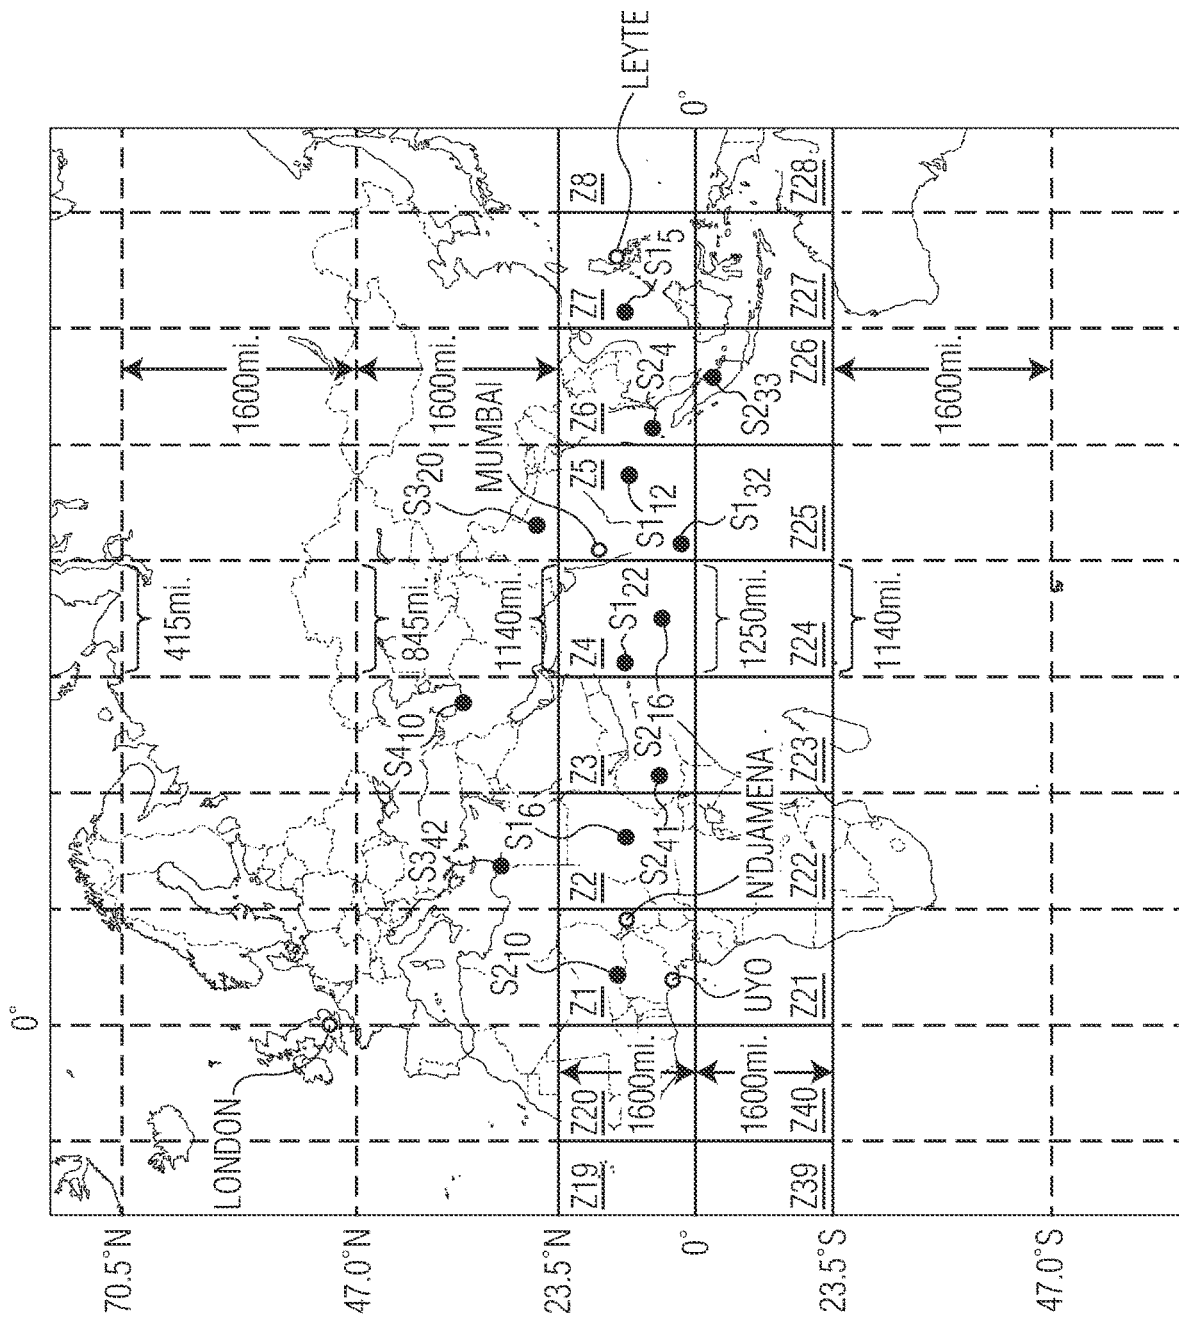 0°
70.5°N
415mi.
1600mi.
LONDON
47.0°N
845mi.
1600mi.
S4₁₀
S3₂₀
S3₄₂
MUMBAI
1140mi.
S2₁₀
S1₆
23.5°N
Z19
Z20
Z1
Z2
Z3
Z4
Z5
Z6
Z7
Z8
LEYTE
1600mi.
S1₂₂
S1₁₂
S2₄
S1₅
S2₄₁
S2₁₆
0°
0°
1600mi.
UYO
N'DJAMENA
1250mi.
S1₃₂
S2₃₃
Z39
Z40
Z21
Z22
Z23
Z24
Z25
Z26
Z27
Z28
23.5°S
1140mi.
1600mi.
47.0°S